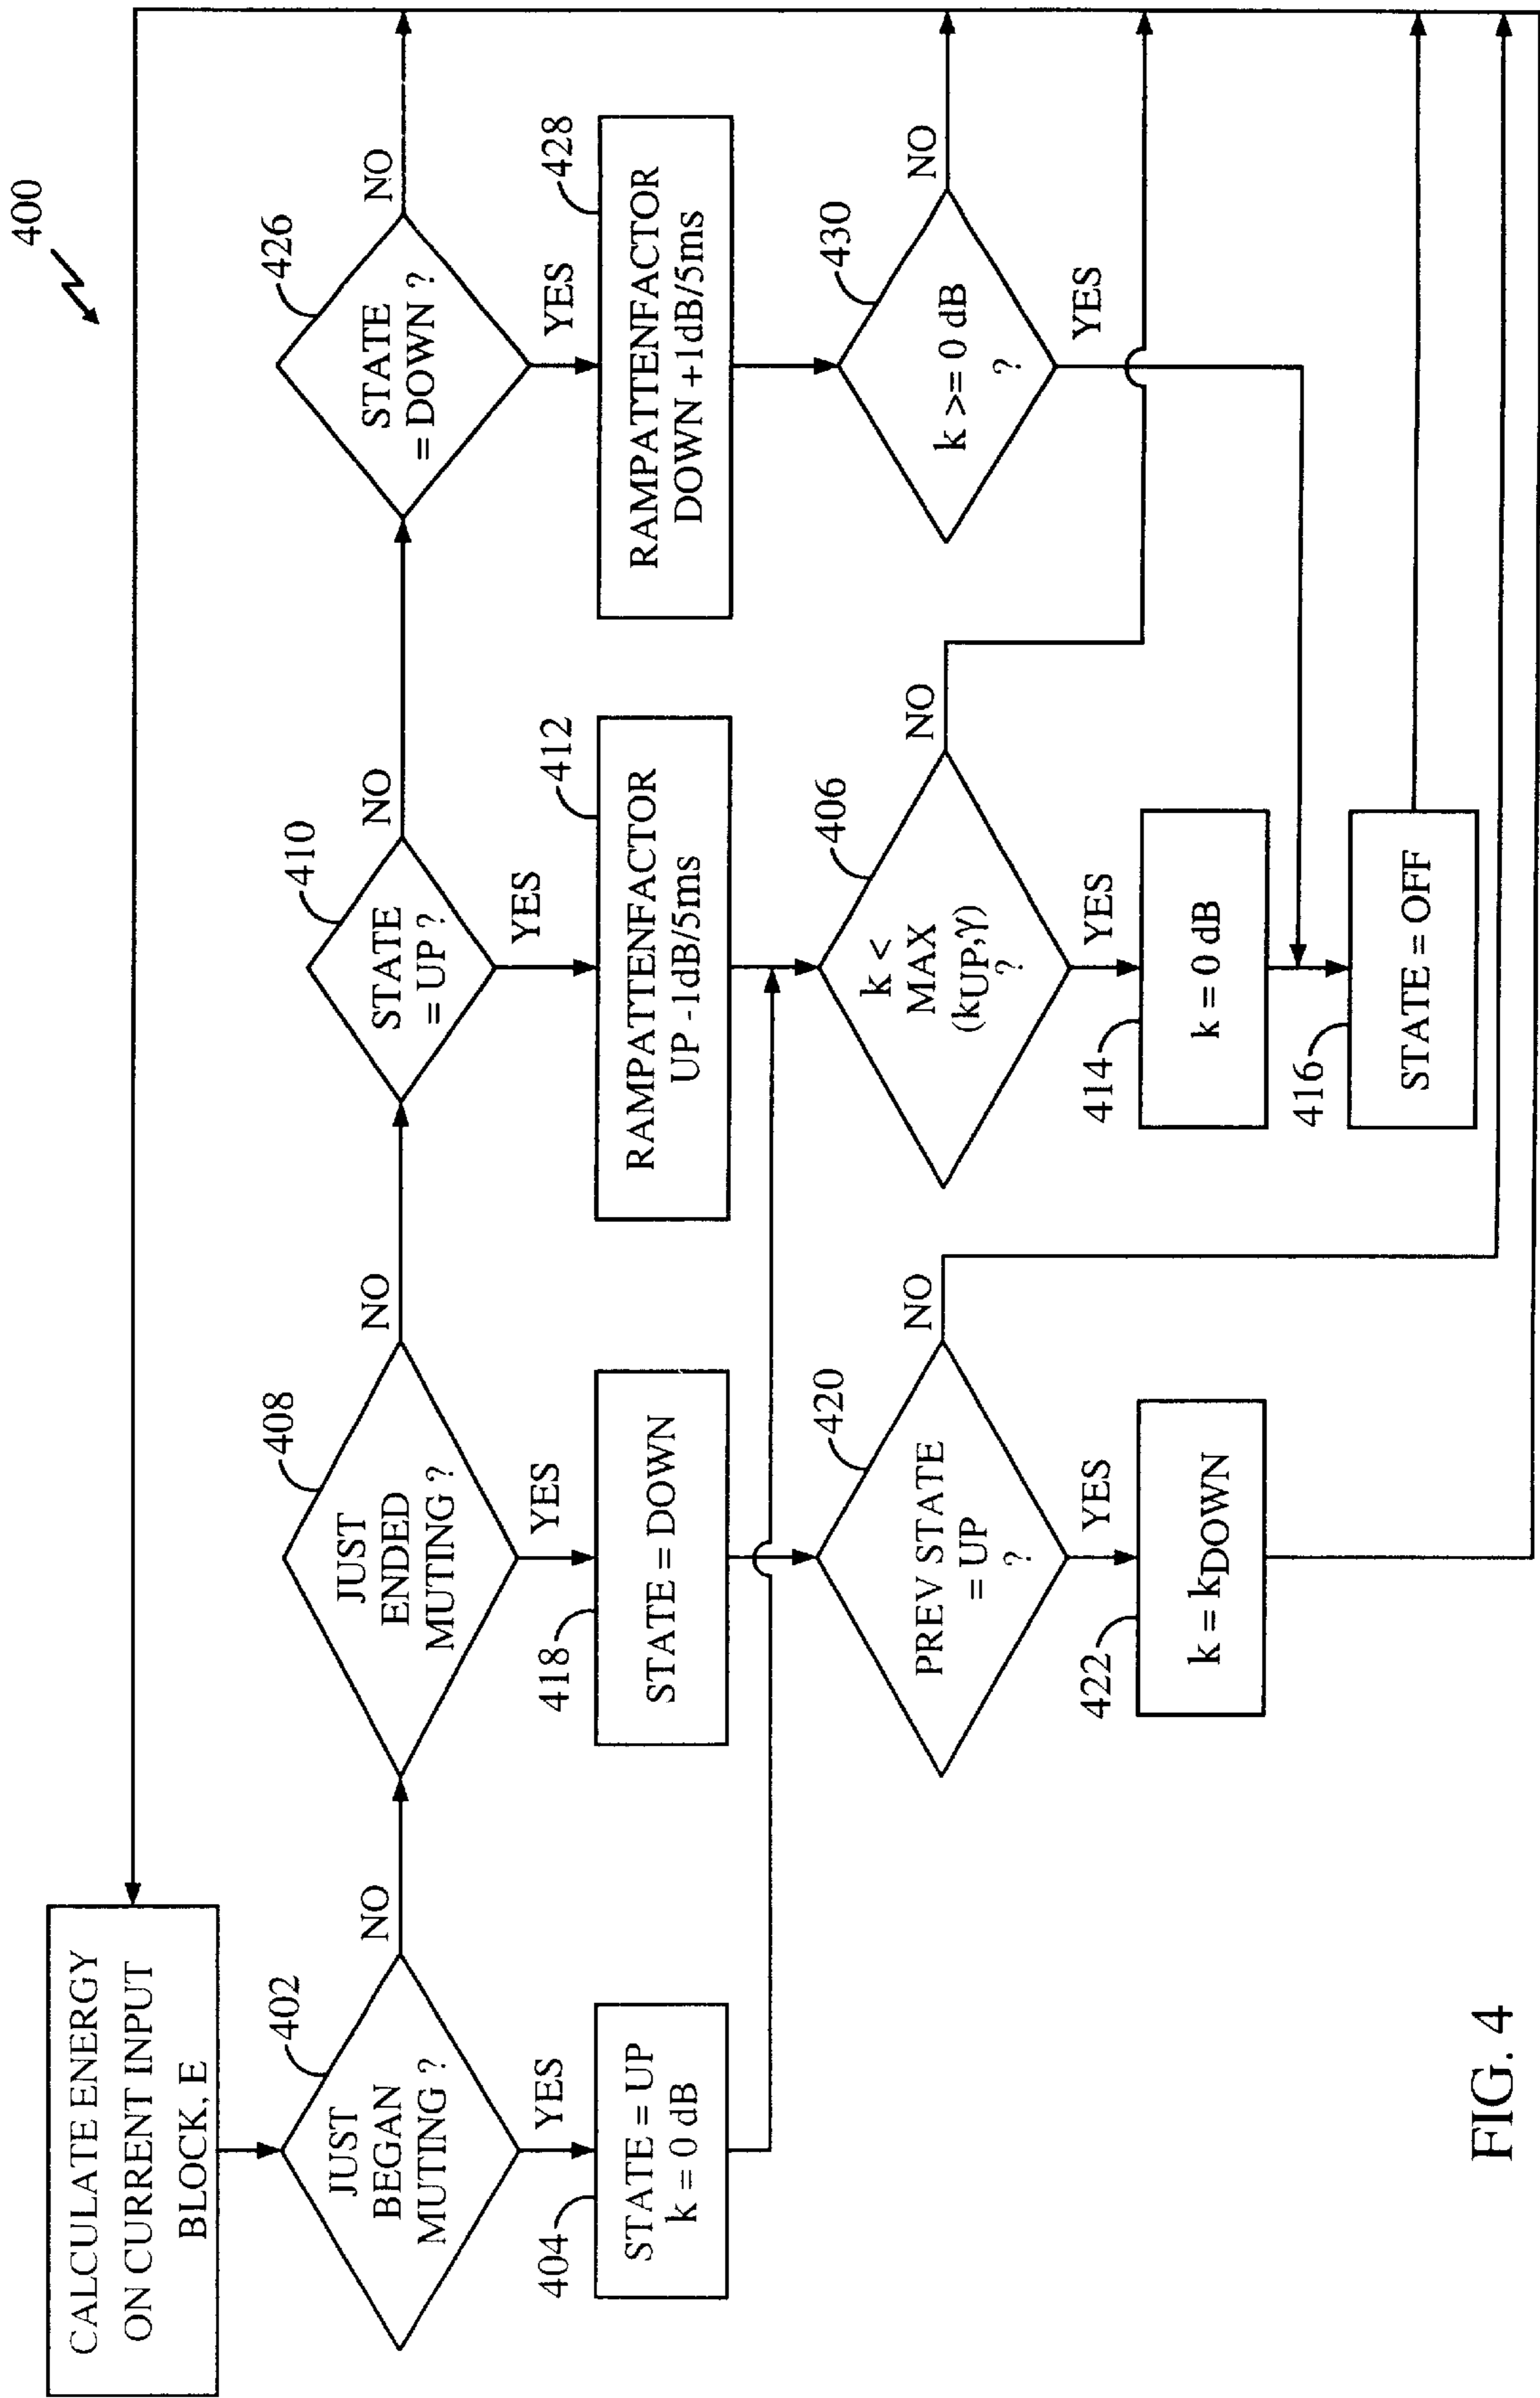 400
CALCULATE ENERGY
ON CURRENT INPUT
BLOCK, E
402
JUST
BEGAN
MUTING ?
NO
YES
404
STATE = UP
k = 0 dB
408
JUST
ENDED
MUTING ?
NO
YES
418
STATE = DOWN
420
PREV STATE
= UP
?
NO
YES
422
k = kDOWN
410
STATE
= UP ?
NO
YES
412
RAMPATTENFACTOR
UP -1dB/5ms
406
k <
MAX
(kUP,γ)
?
NO
YES
414
k = 0 dB
416
STATE = OFF
426
STATE
= DOWN ?
NO
YES
428
RAMPATTENFACTOR
DOWN +1dB/5ms
430
k >= 0 dB
?
NO
YES
FIG. 4